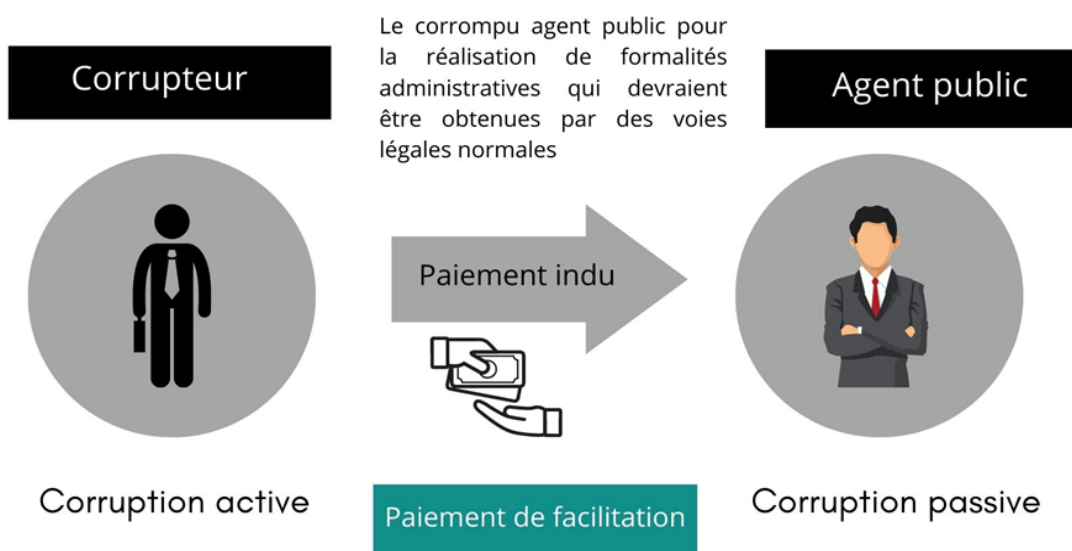 Le corrompu agent public pour
la réalisation de formalités
administratives qui devraient
être obtenues par des voies
légales normales
Corrupteur
Agent public
Paiement indu
Corruption active
Paiement de facilitation
Corruption passive